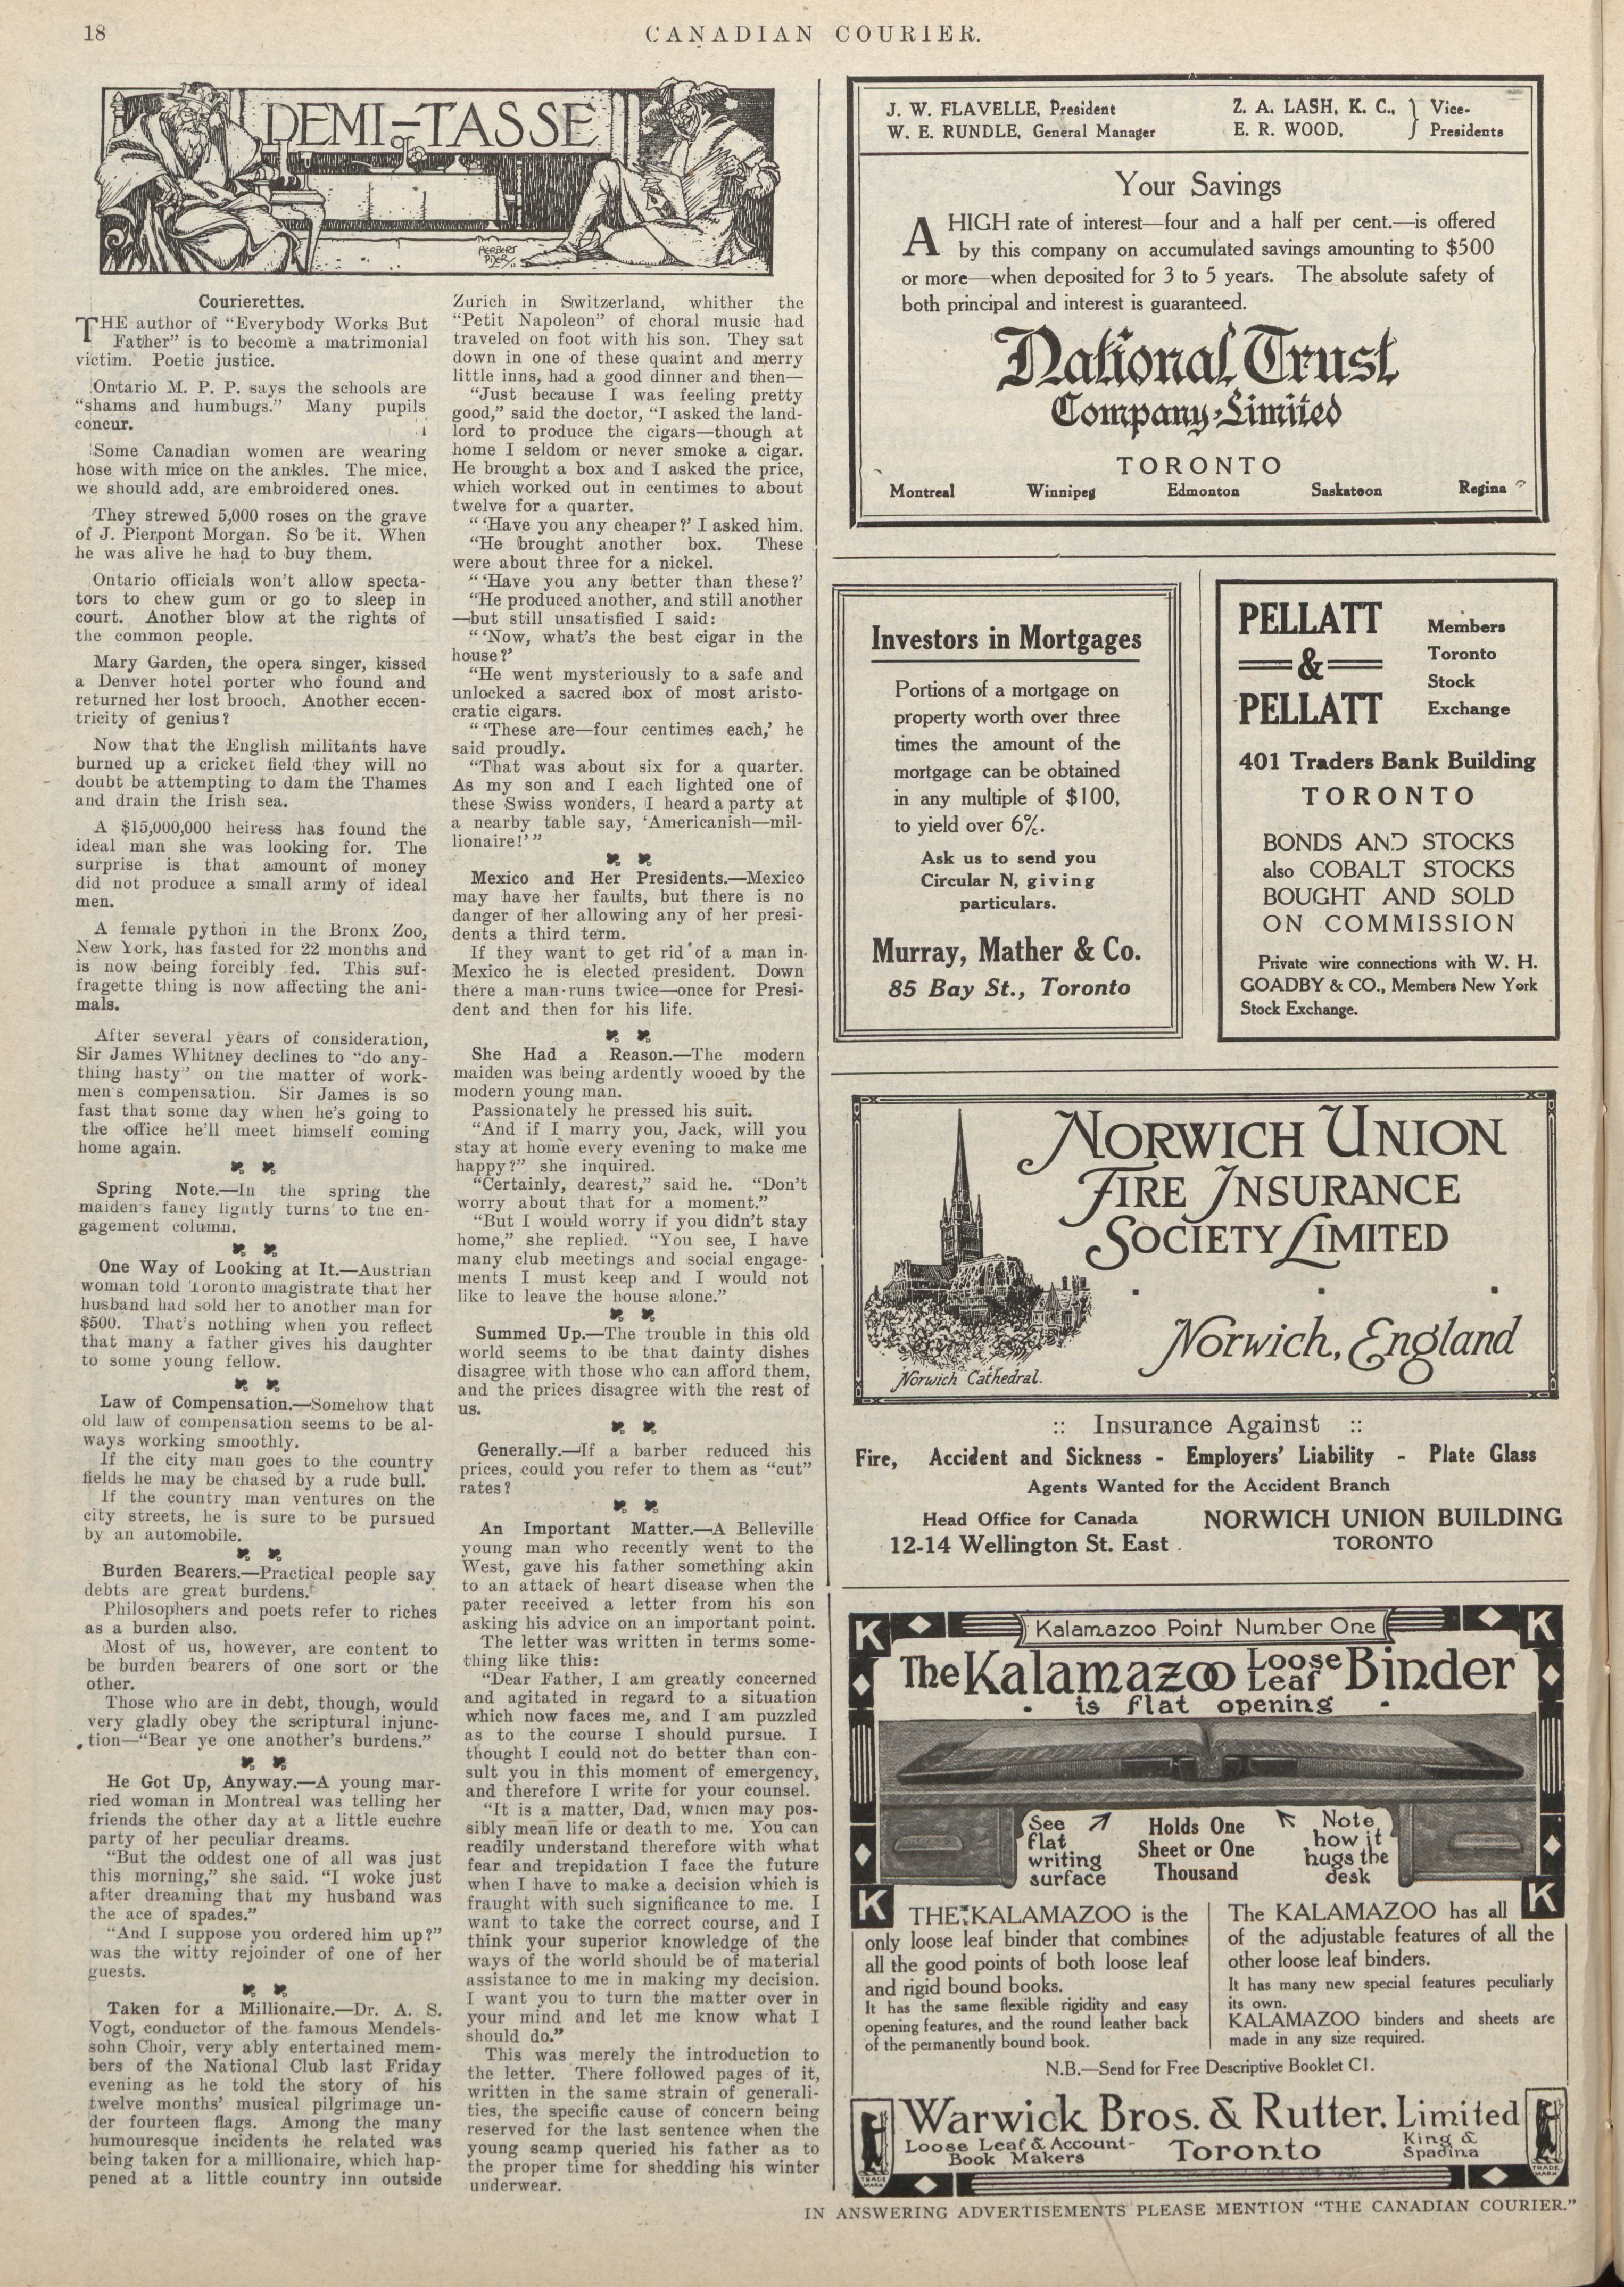 18
CANADIAN COURIER.
DEMI-TASSE
HERBERT
PYER
Courierettes.
THE author of "Everybody Works But
Father" is to become a matrimonial
victim. Poetic justice.
Ontario M. P. P. says the schools are
"shams and humbugs." Many pupils
concur.
Some Canadian women are wearing
hose with mice on the ankles. The mice,
we should add, are embroidered ones.
They strewed 5,000 roses on the grave
of J. Pierpont Morgan. So be it. When
he was alive he had to buy them.
Ontario officials won't allow specta-
tors to chew gum or go to sleep in
court. Another blow at the rights of
the common people.
Mary Garden, the opera singer, kissed
a Denver hotel porter who found and
returned her lost brooch. Another eccen-
tricity of genius?
Now that the English militants have
burned up a cricket field they will no
doubt be attempting to dam the Thames
and drain the Irish sea.
A $15,000,000 heiress has found the
ideal man she was looking for. The
surprise is that amount of money
did not produce a small army of ideal
men.
A female python in the Bronx Zoo,
New York, has fasted for 22 months and
is now being forcibly fed. This suf-
fragette thing is now affecting the ani-
mals.
After several years of consideration,
Sir James Whitney declines to "do any-
thing hasty" on the matter of work-
men's compensation. Sir James is so
fast that some day when he's going to
the office he'll meet himself coming
home again.
Spring Note.—In the spring the
maiden's fancy lightly turns to the en-
gagement column.
One Way of Looking at It.—Austrian
woman told Toronto magistrate that her
husband had sold her to another man for
$500. That's nothing when you reflect
that many a father gives his daughter
to some young fellow.
Law of Compensation.—Somehow that
old law of compensation seems to be al-
ways working smoothly.
If the city man goes to the country
fields he may be chased by a rude bull.
If the country man ventures on the
city streets, he is sure to be pursued
by an automobile.
Burden Bearers.—Practical people say
debts are great burdens.
Philosophers and poets refer to riches
as a burden also.
Most of us, however, are content to
be burden bearers of one sort or the
other.
Those who are in debt, though, would
very gladly obey the scriptural injunc-
tion—"Bear ye one another's burdens."
He Got Up, Anyway.—A young mar-
ried woman in Montreal was telling her
friends the other day at a little euchre
party of her peculiar dreams.
"But the oddest one of all was just
this morning," she said. "I woke just
after dreaming that my husband was
the ace of spades."
"And I suppose you ordered him up?"
was the witty rejoinder of one of her
guests.
Taken for a Millionaire.—Dr. A. S.
Vogt, conductor of the famous Mendels-
sohn Choir, very ably entertained mem-
bers of the National Club last Friday
evening as he told the story of his
twelve months' musical pilgrimage un-
der fourteen flags. Among the many
humouresque incidents he related was
being taken for a millionaire, which hap-
pened at a little country inn outside
Zurich in Switzerland, whither the
"Petit Napoleon" of choral music had
traveled on foot with his son. They sat
down in one of these quaint and merry
little inns, had a good dinner and then—
"Just because I was feeling pretty
good," said the doctor, "I asked the land-
lord to produce the cigars—though at
home I seldom or never smoke a cigar.
He brought a box and I asked the price,
which worked out in centimes to about
twelve for a quarter.
"'Have you any cheaper?' I asked him.
"He brought another box. These
were about three for a nickel.
"'Have you any better than these?'
"He produced another, and still another
—but still unsatisfied I said:
"'Now, what's the best cigar in the
house?'
"He went mysteriously to a safe and
unlocked a sacred box of most aristo-
cratic cigars.
"'These are—four centimes each,' he
said proudly.
"That was about six for a quarter.
As my son and I each lighted one of
these Swiss wonders, I heard a party at
a nearby table say, 'Americanish—mil-
lionaire!'"
Mexico and Her Presidents.—Mexico
may have her faults, but there is no
danger of her allowing any of her presi-
dents a third term.
If they want to get rid of a man in
Mexico he is elected president. Down
there a man runs twice—once for Presi-
dent and then for his life.
She Had a Reason.—The modern
maiden was being ardently wooed by the
modern young man.
Passionately he pressed his suit.
"And if I marry you, Jack, will you
stay at home every evening to make me
happy?" she inquired.
"Certainly, dearest," said he. "Don't
worry about that for a moment."
"But I would worry if you didn't stay
home," she replied. "You see, I have
many club meetings and social engage-
ments I must keep and I would not
like to leave the house alone."
Summed Up.—The trouble in this old
world seems to be that dainty dishes
disagree with those who can afford them,
and the prices disagree with the rest of
us.
Generally.—If a barber reduced his
prices, could you refer to them as "cut"
rates?
An Important Matter.—A Belleville
young man who recently went to the
West, gave his father something akin
to an attack of heart disease when the
pater received a letter from his son
asking his advice on an important point.
The letter was written in terms some-
thing like this:
"Dear Father, I am greatly concerned
and agitated in regard to a situation
which now faces me, and I am puzzled
as to the course I should pursue. I
thought I could not do better than con-
sult you in this moment of emergency,
and therefore I write for your counsel.
"It is a matter, Dad, which may pos-
sibly mean life or death to me. You can
readily understand therefore with what
fear and trepidation I face the future
when I have to make a decision which is
fraught with such significance to me. I
want to take the correct course, and I
think your superior knowledge of the
ways of the world should be of material
assistance to me in making my decision.
I want you to turn the matter over in
your mind and let me know what I
should do."
This was merely the introduction to
the letter. There followed pages of it,
written in the same strain of generali-
ties, the specific cause of concern being
reserved for the last sentence when the
young scamp queried his father as to
the proper time for shedding his winter
underwear.
J. W. FLAVELLE, President
W. E. RUNDLE, General Manager
Z. A. LASH, K. C., } Vice-
E. R. WOOD, } Presidents
Your Savings
A HIGH rate of interest—four and a half per cent.—is offered
by this company on accumulated savings amounting to $500
or more—when deposited for 3 to 5 years. The absolute safety of
both principal and interest is guaranteed.
National Trust
Company Limited
TORONTO
Montreal Winnipeg Edmonton Saskatoon Regina
Investors in Mortgages
Portions of a mortgage on
property worth over three
times the amount of the
mortgage can be obtained
in any multiple of $100,
to yield over 6%.
Ask us to send you
Circular N, giving
particulars.
Murray, Mather & Co.
85 Bay St., Toronto
PELLATT
&
PELLATT
Members
Toronto
Stock
Exchange
401 Traders Bank Building
TORONTO
BONDS AND STOCKS
also COBALT STOCKS
BOUGHT AND SOLD
ON COMMISSION
Private wire connections with W. H.
GOADBY & CO., Members New York
Stock Exchange.
NORWICH UNION
FIRE INSURANCE
SOCIETY LIMITED
Norwich, England
Norwich Cathedral.
:: Insurance Against ::
Fire, Accident and Sickness - Employers' Liability - Plate Glass
Agents Wanted for the Accident Branch
Head Office for Canada
12-14 Wellington St. East
NORWICH UNION BUILDING
TORONTO
K K
Kalamazoo Point Number One
The Kalamazoo Loose Leaf Binder
is flat opening
See
flat
writing
surface
Holds One
Sheet or One
Thousand
Note
how it
hugs the
desk
K K
THE KALAMAZOO is the
only loose leaf binder that combines
all the good points of both loose leaf
and rigid bound books.
It has the same flexible rigidity and easy
opening features, and the round leather back
of the permanently bound book.
The KALAMAZOO has all
of the adjustable features of all the
other loose leaf binders.
It has many new special features peculiarly
its own.
KALAMAZOO binders and sheets are
made in any size required.
N.B.—Send for Free Descriptive Booklet C1.
Warwick Bros. & Rutter, Limited
Loose Leaf & Account-
Book Makers
Toronto
King &
Spadina
TRADE
MARK
TRADE
MARK
IN ANSWERING ADVERTISEMENTS PLEASE MENTION "THE CANADIAN COURIER."